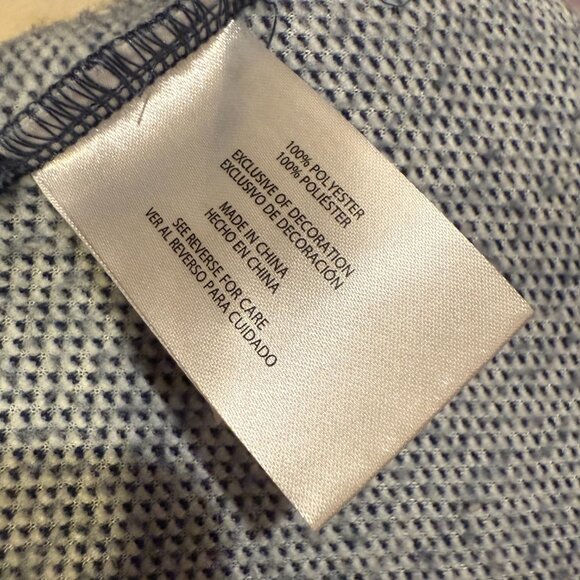 100% POLYESTER
100% POLIÉSTER
EXCLUSIVE OF DECORATION
EXCLUSIVO DE DECORACIÓN
MADE IN CHINA
HECHO EN CHINA
SEE REVERSE FOR CARE
VER AL REVERSO PARA CUIDADO